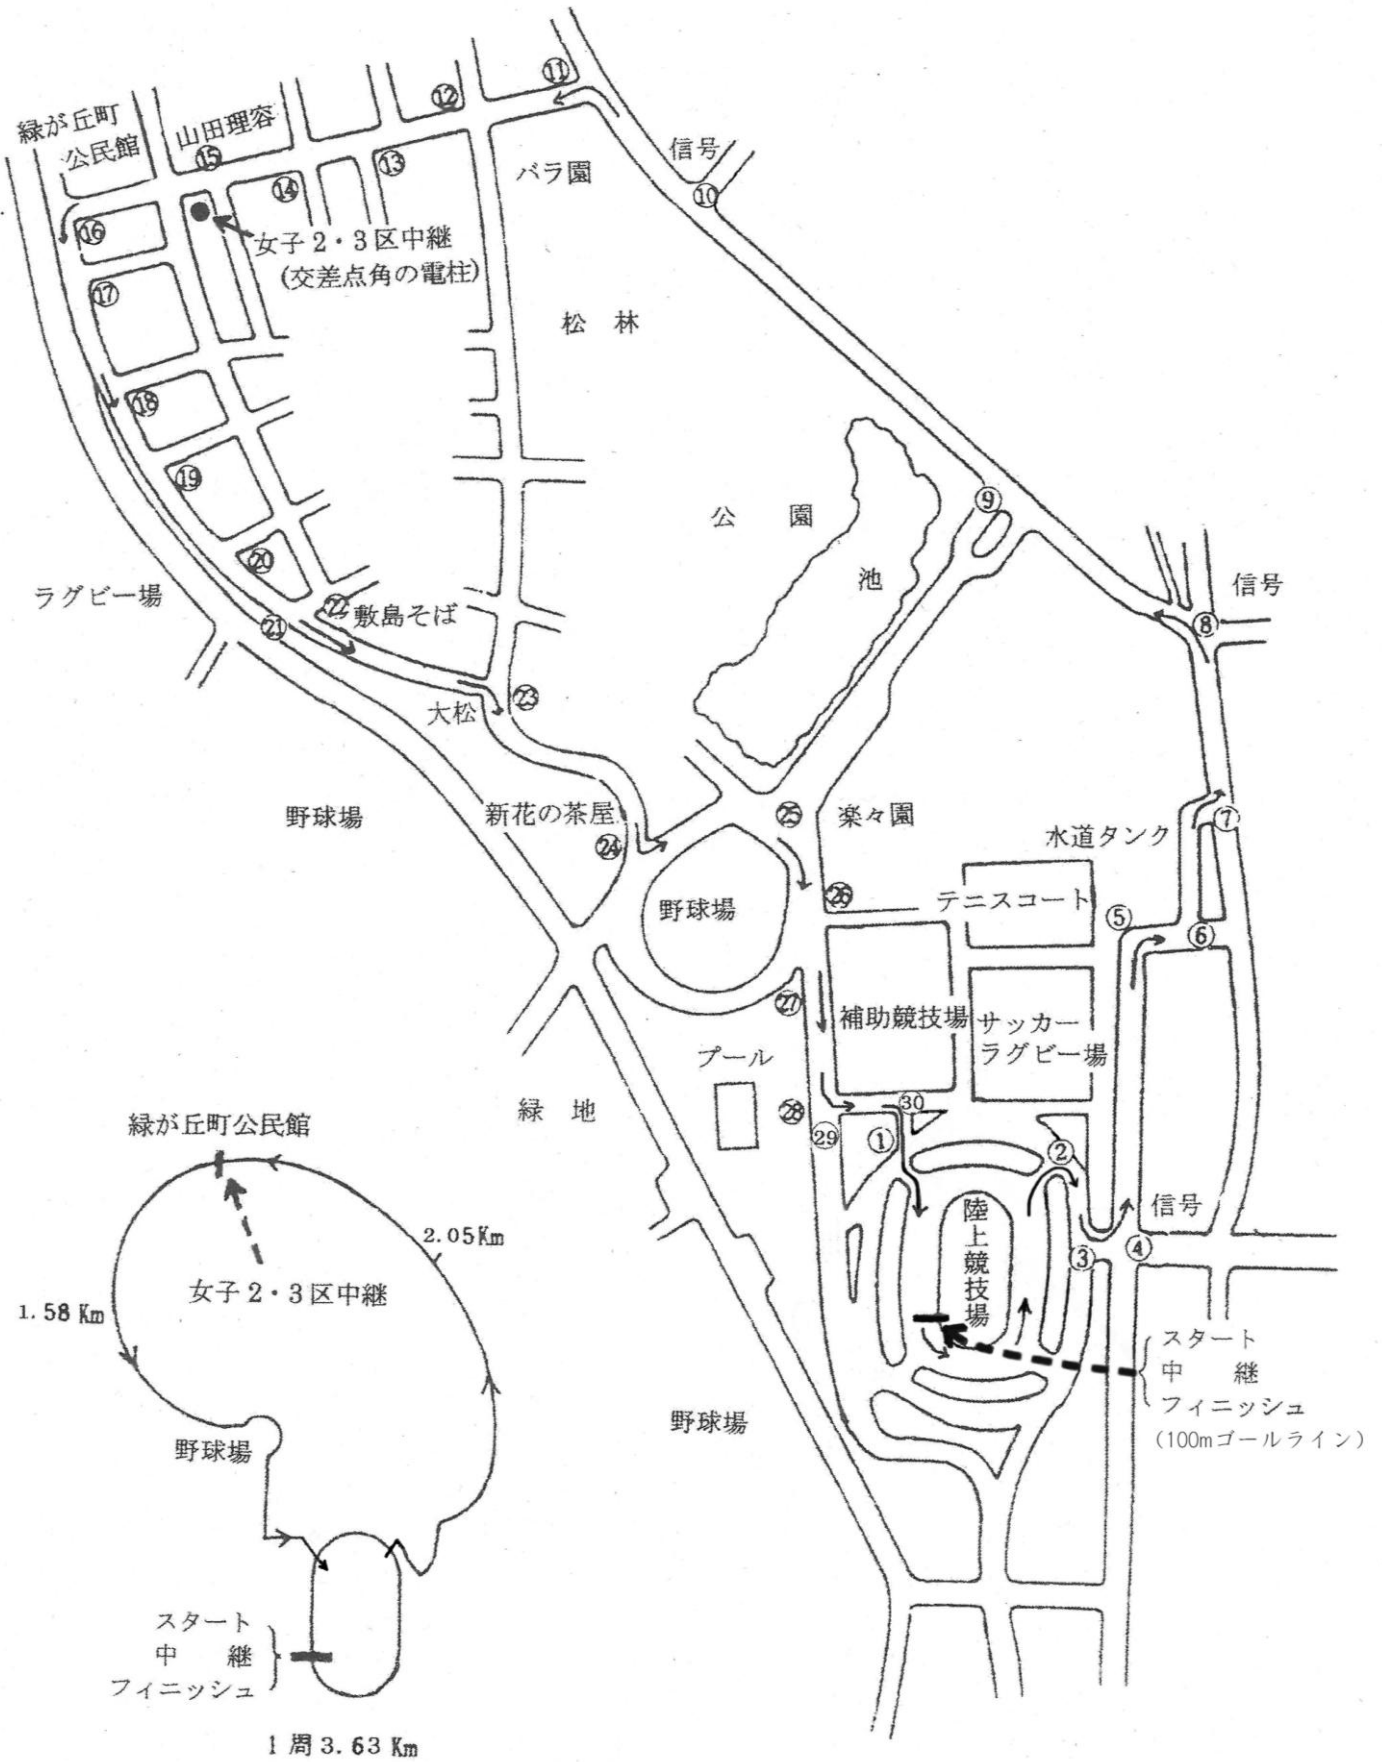 ⑪
⑫
緑が丘町
公民館
山田理容
⑮
⑬
信号
バラ園
⑩
⑭
⑯
女子2・3区中継
(交差点角の電柱)
⑰
松林
⑱
⑲
⑨
公園
⑳
池
ラグビー場
㉒
敷島そば
信号
㉑
⑧
㉓
大松
野球場
新花の茶屋
㉕
楽々園
⑦
水道タンク
㉔
㉖
テニスコート
野球場
⑤
⑥
㉗
補助競技場
サッカー
ラグビー場
プール
緑地
㉘
㉚
㉙
①
②
緑が丘町公民館
陸上競技場
信号
2.05Km
③
④
女子2・3区中継
1.58Km
スタート
中継
フィニッシュ
(100mゴールライン)
野球場
野球場
スタート
中継
フィニッシュ
1周3.63Km